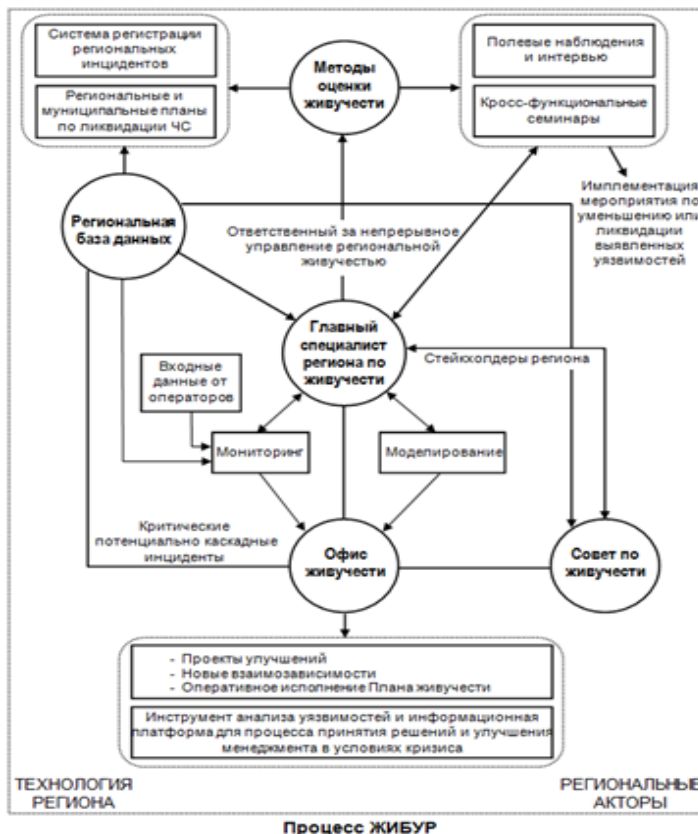 Система регистрации
региональных
инцидентов
Региональные и
муниципальные планы
по ликвидации ЧС
Методы
оценки
живучести
Полевые наблюдения
и интервью
Кросс-функциональные
семинары
Имплементация
мероприятия по
уменьшению или
ликвидации
выявленных
уязвимостей
Региональная
база данных
Ответственный за непрерывное
управление региональной
живучестью
Главный
специалист
региона по
живучести
Стейкхолдеры региона
Входные
данные от
операторов
Мониторинг
Моделирование
Критические
потенциально каскадные
инциденты
Офис
живучести
Совет по
живучести
- Проекты улучшений
- Новые взаимозависимости
- Оперативное исполнение Плана живучести
Инструмент анализа уязвимостей и информационная
платформа для процесса принятия решений и улучшения
менеджмента в условиях кризиса
ТЕХНОЛОГИЯ
РЕГИОНА
РЕГИОНАЛЬНЫЕ
АКТОРЫ
Процесс ЖИБУР